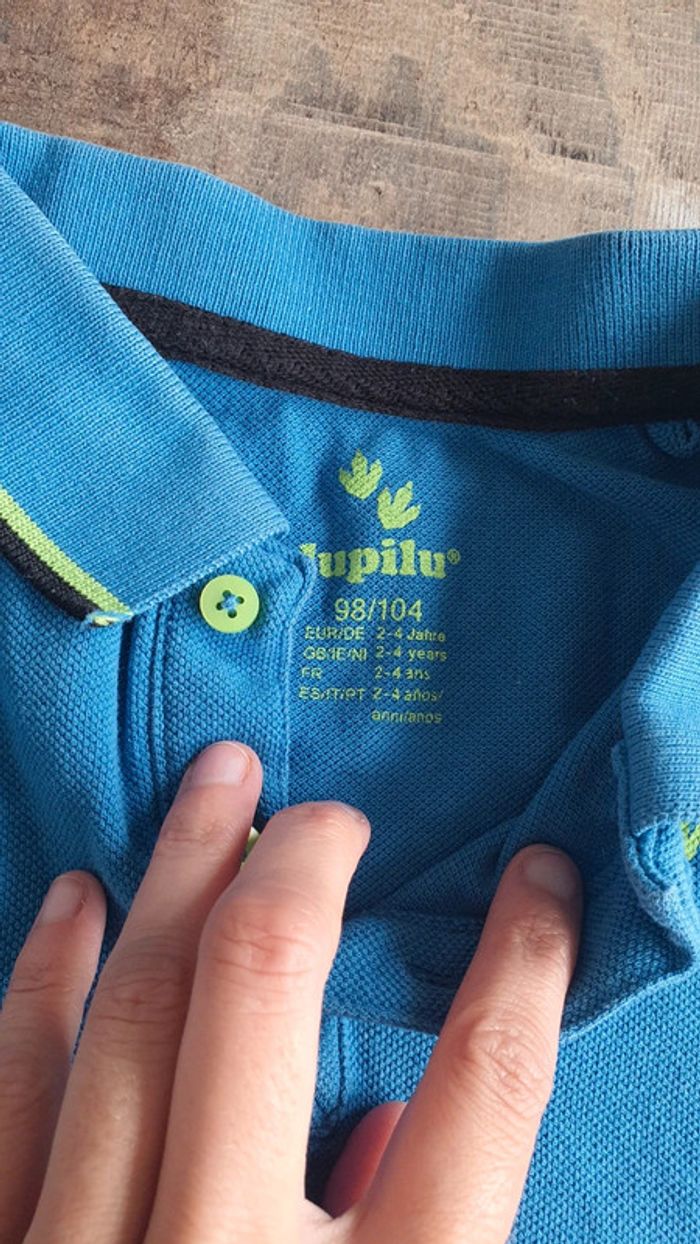 lupilu®
98/104
EUR/DE 2-4 Jahre
GB/IE/NI 2-4 years
FR 2-4 ans
ES/IT/PT 2-4 años/
anni/anos